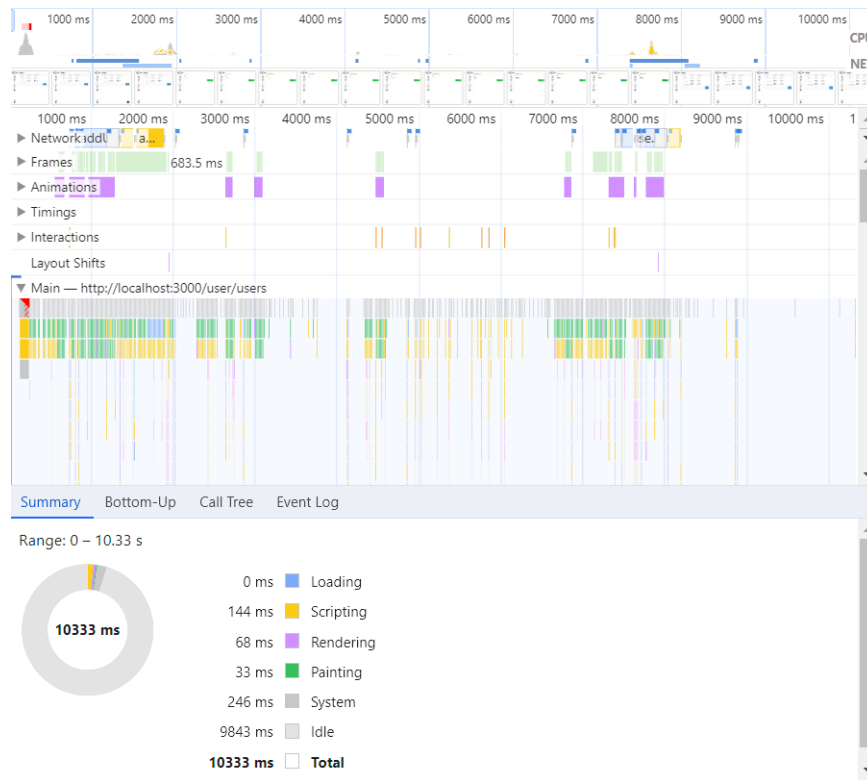 1000 ms 2000 ms 3000 ms 4000 ms 5000 ms 6000 ms 7000 ms 8000 ms 9000 ms 10000 ms
CPU
NE
1000 ms 2000 ms 3000 ms 4000 ms 5000 ms 6000 ms 7000 ms 8000 ms 9000 ms 10000 ms 1
Network a... se.
Frames 683.5 ms
Animations
Timings
Interactions
Layout Shifts
Main — http://localhost:3000/user/users
Summary Bottom-Up Call Tree Event Log
Range: 0 – 10.33 s
10333 ms
0 ms Loading
144 ms Scripting
68 ms Rendering
33 ms Painting
246 ms System
9843 ms Idle
10333 ms Total